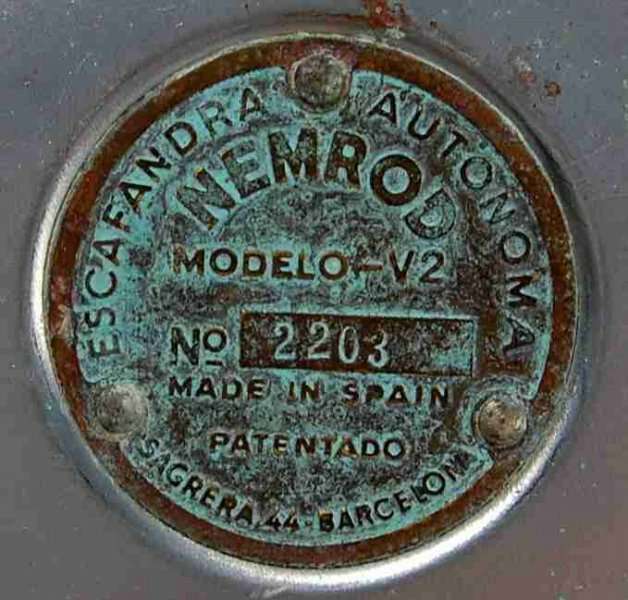 ESCAFANDRA AUTONOMA
NEMROD
MODELO-V2
Nº 2203
MADE IN SPAIN
PATENTADO
SAGRERA, 44-BARCELONA